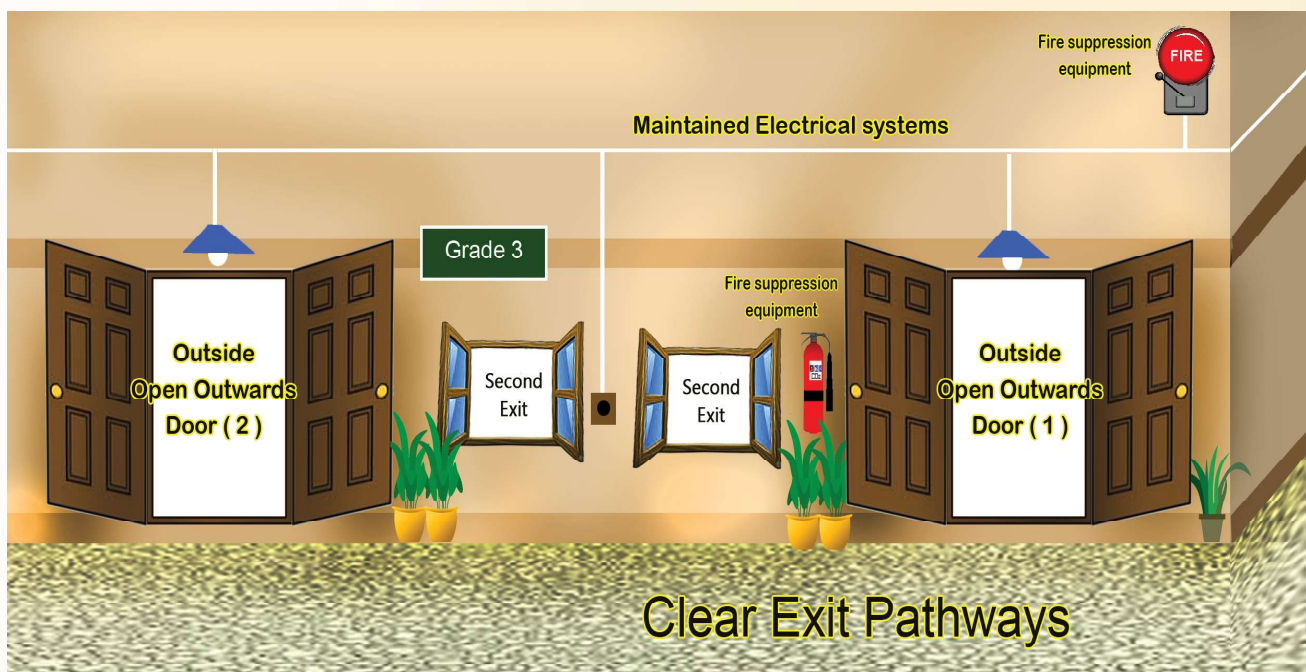 Fire suppression
equipment
FIRE
Maintained Electrical systems
Grade 3
Fire suppression
equipment
Outside
Open Outwards
Door ( 2 )
Second
Exit
Second
Exit
Outside
Open Outwards
Door ( 1 )
Clear Exit Pathways